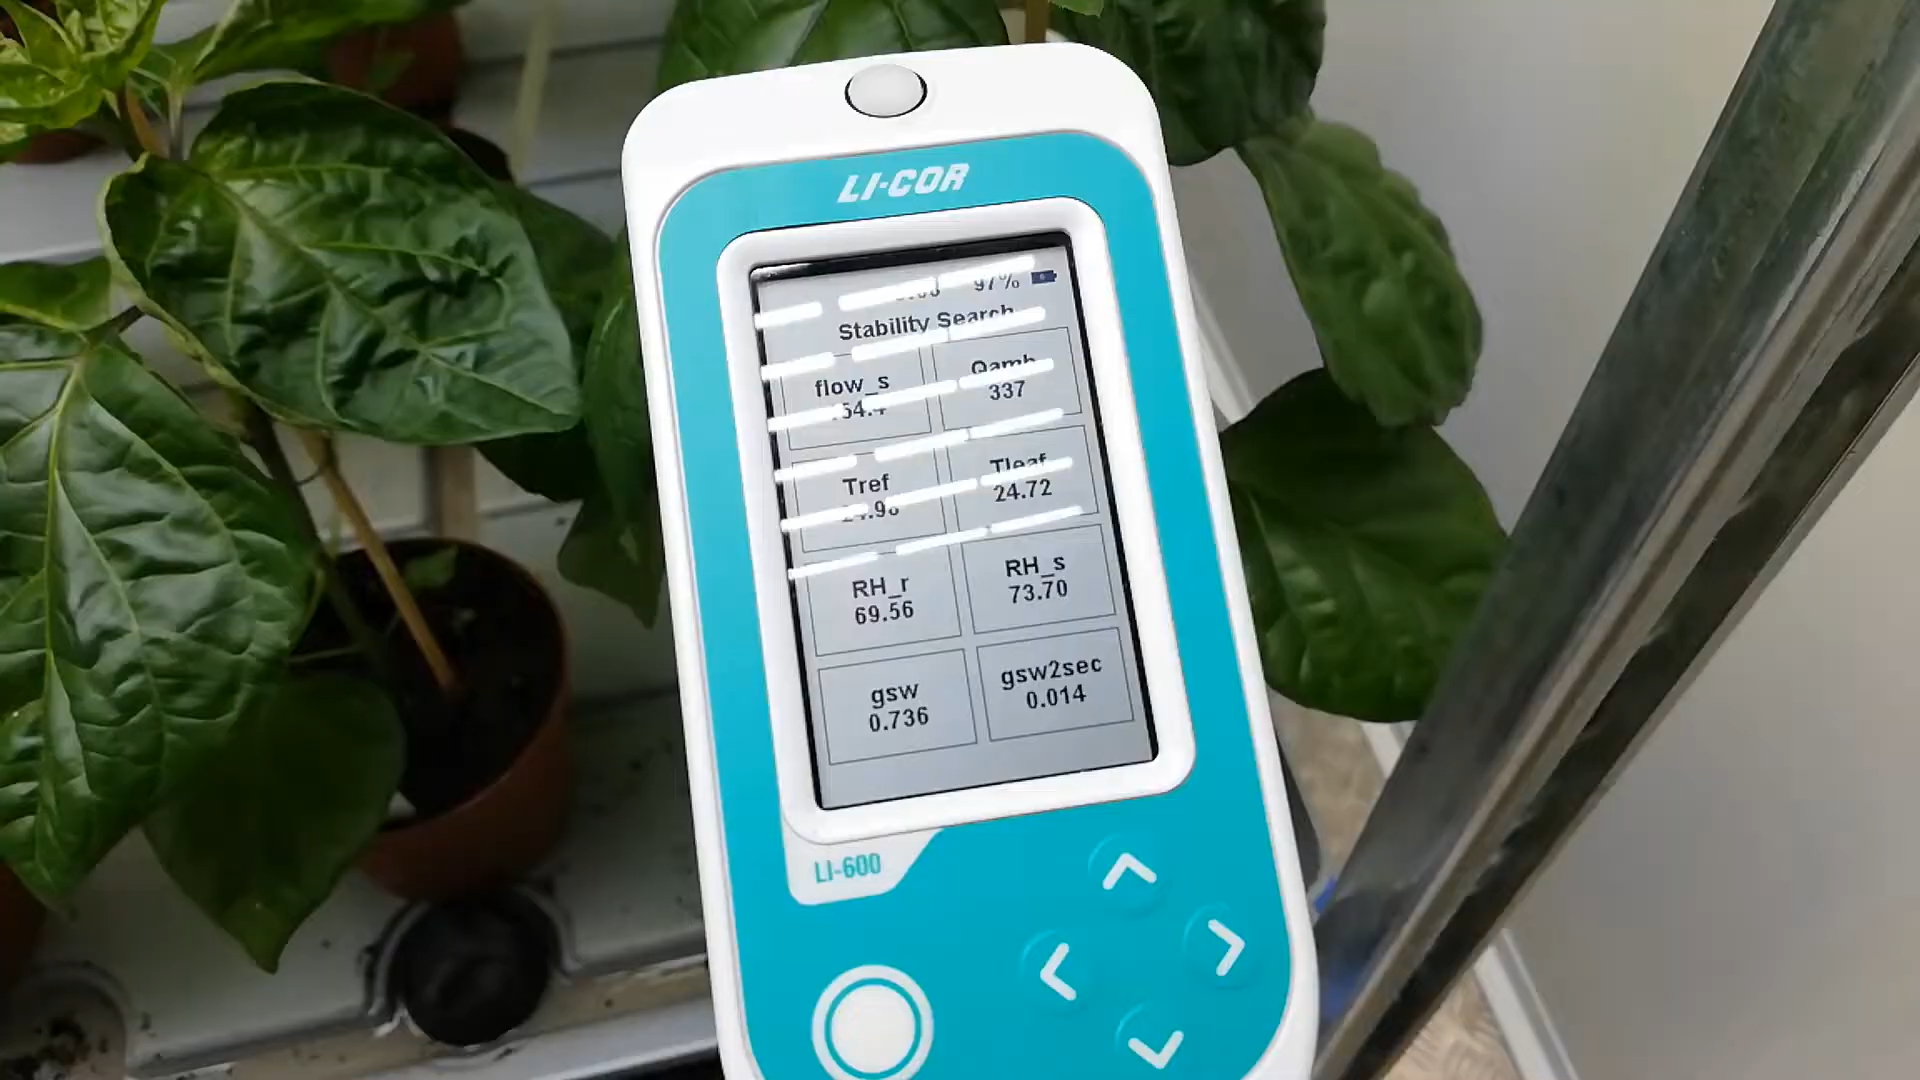 LI-COR
97%
Stability Search
flow_s Qamb
337
Tref Tleaf
24.72
RH_r RH_s
69.56 73.70
gsw gsw2sec
0.736 0.014
LI-600